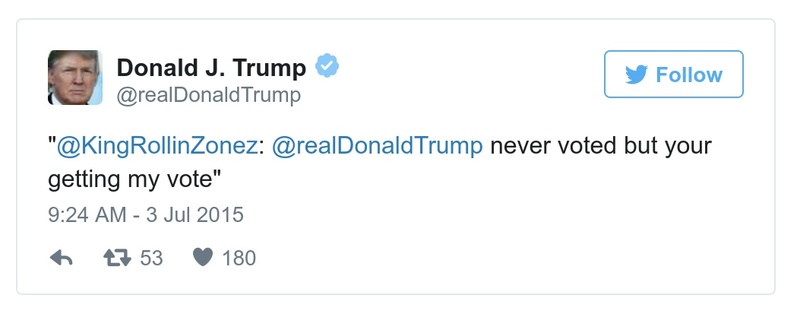 Donald J. Trump
@realDonaldTrump
Follow
"@KingRollinZonez: @realDonaldTrump never voted but your
getting my vote"
9:24 AM - 3 Jul 2015
53 180